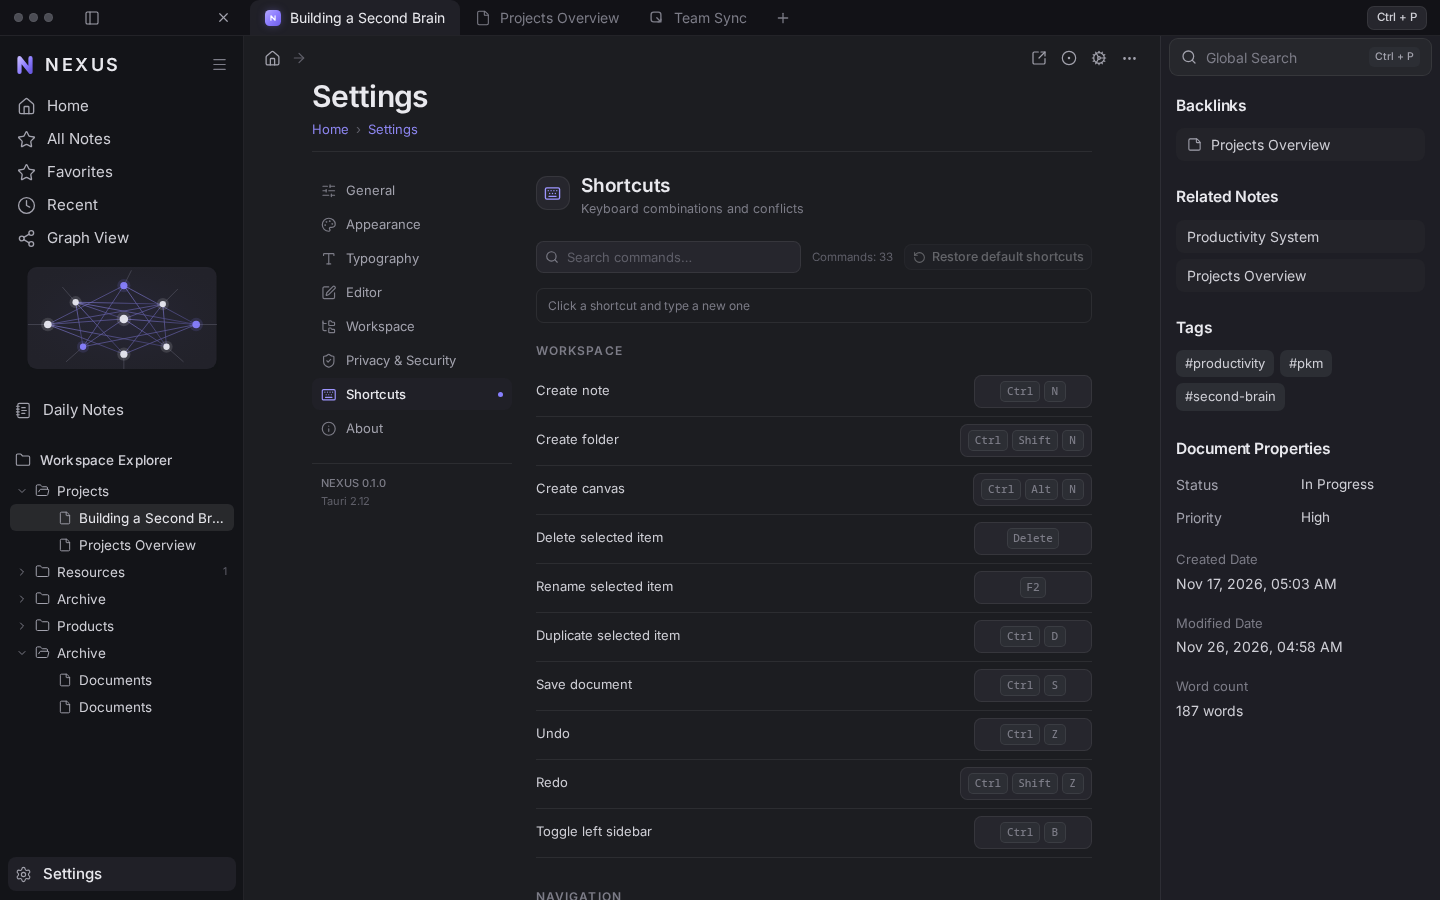 Building a Second Brain
Projects Overview
Team Sync
Ctrl + P
NEXUS
Home
All Notes
Favorites
Recent
Graph View
Daily Notes
Workspace Explorer
Projects
Building a Second Br...
Projects Overview
Resources 1
Archive
Products
Archive
Documents
Documents
Settings
Settings
Home › Settings
General
Appearance
Typography
Editor
Workspace
Privacy & Security
Shortcuts
About
NEXUS 0.1.0
Tauri 2.12
Shortcuts
Keyboard combinations and conflicts
Search commands...
Commands: 33
Restore default shortcuts
Click a shortcut and type a new one
WORKSPACE
Create note Ctrl N
Create folder Ctrl Shift N
Create canvas Ctrl Alt N
Delete selected item Delete
Rename selected item F2
Duplicate selected item Ctrl D
Save document Ctrl S
Undo Ctrl Z
Redo Ctrl Shift Z
Toggle left sidebar Ctrl B
NAVIGATION
Global Search Ctrl + P
Backlinks
Projects Overview
Related Notes
Productivity System
Projects Overview
Tags
#productivity #pkm
#second-brain
Document Properties
Status In Progress
Priority High
Created Date
Nov 17, 2026, 05:03 AM
Modified Date
Nov 26, 2026, 04:58 AM
Word count
187 words